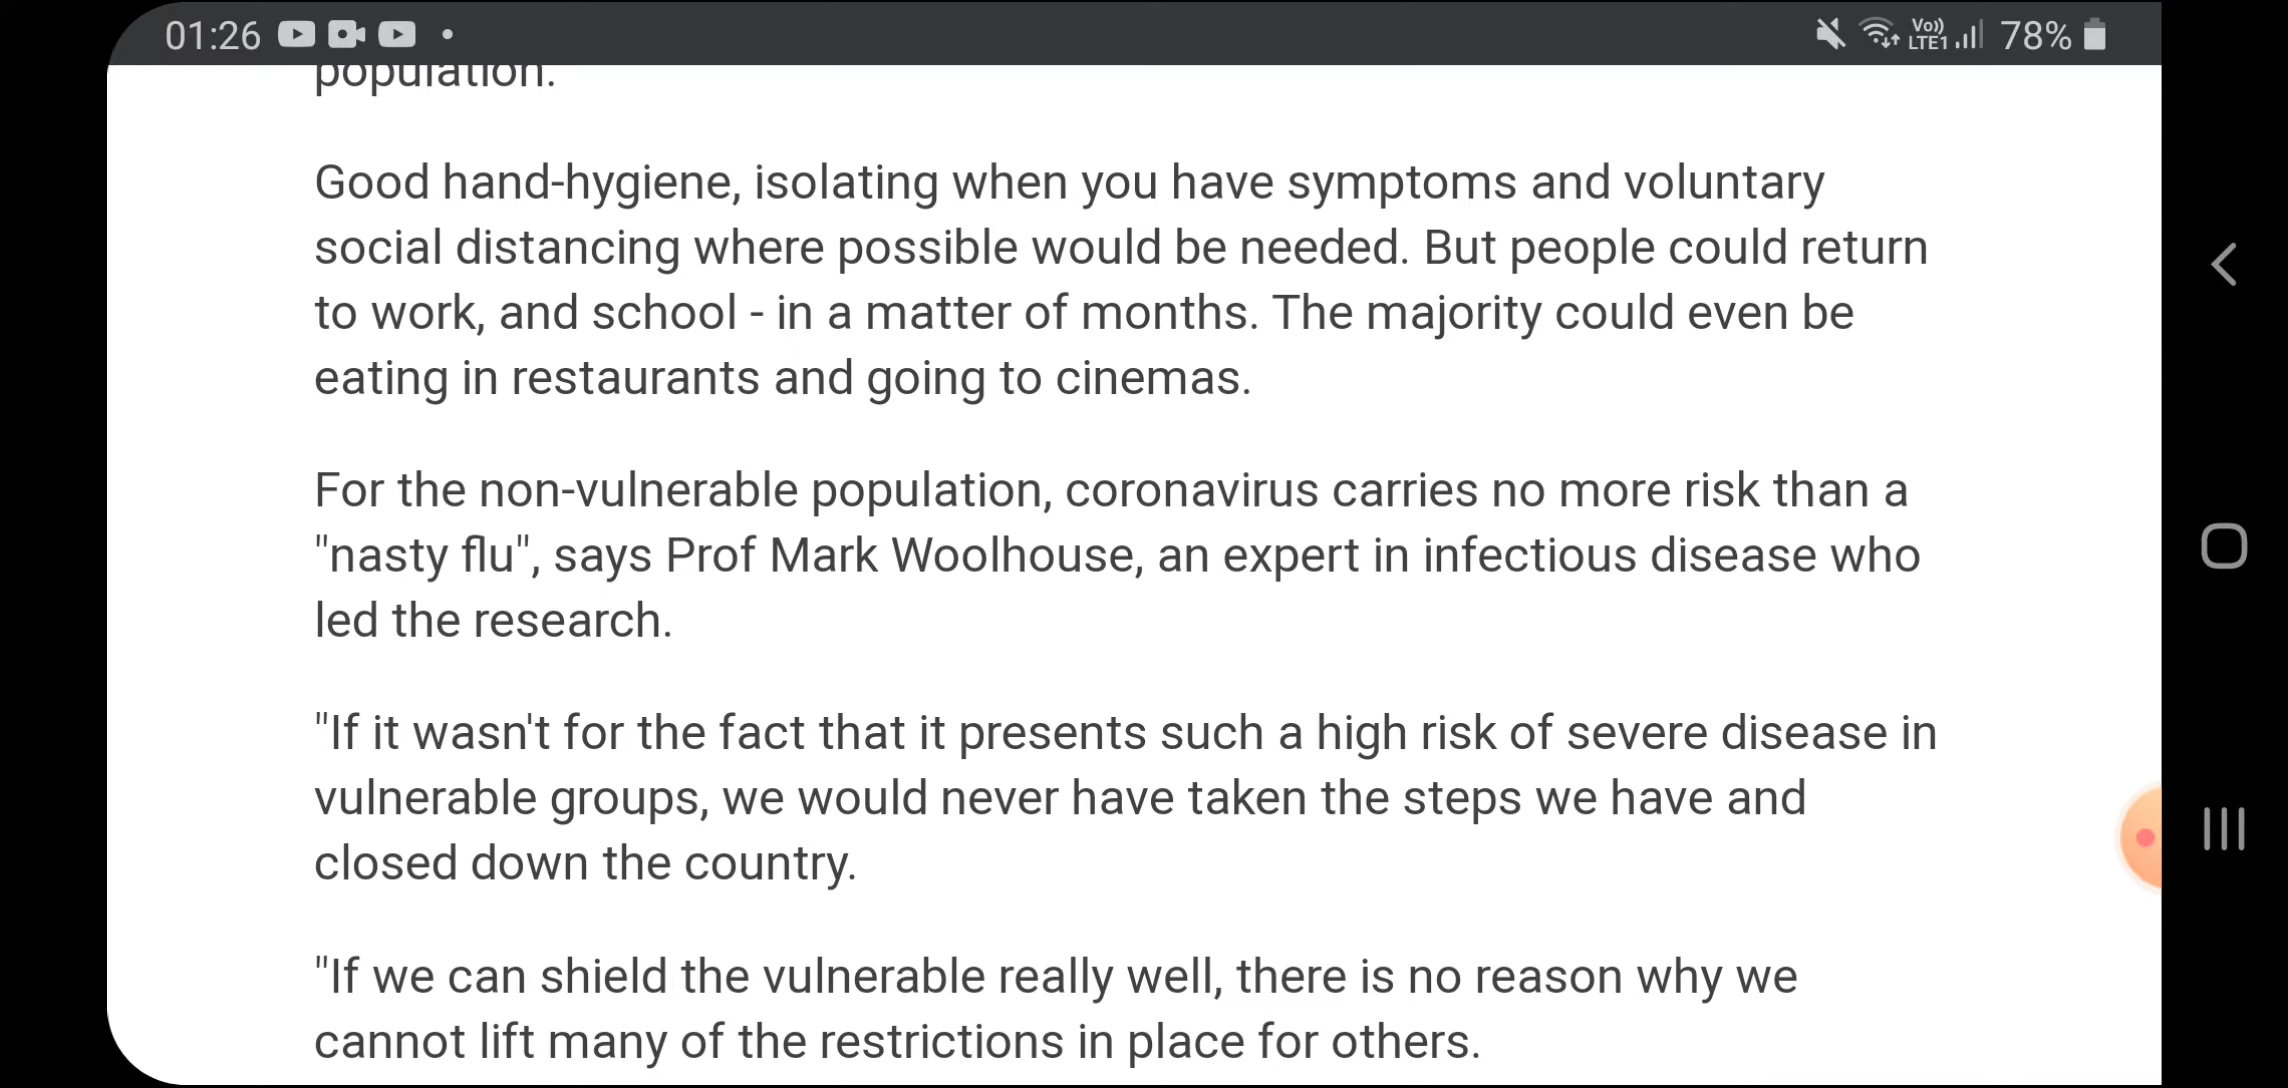 01:26
Vo)) LTE1 78%
population.
Good hand-hygiene, isolating when you have symptoms and voluntary
social distancing where possible would be needed. But people could return
to work, and school - in a matter of months. The majority could even be
eating in restaurants and going to cinemas.
For the non-vulnerable population, coronavirus carries no more risk than a
"nasty flu", says Prof Mark Woolhouse, an expert in infectious disease who
led the research.
"If it wasn't for the fact that it presents such a high risk of severe disease in
vulnerable groups, we would never have taken the steps we have and
closed down the country.
"If we can shield the vulnerable really well, there is no reason why we
cannot lift many of the restrictions in place for others.